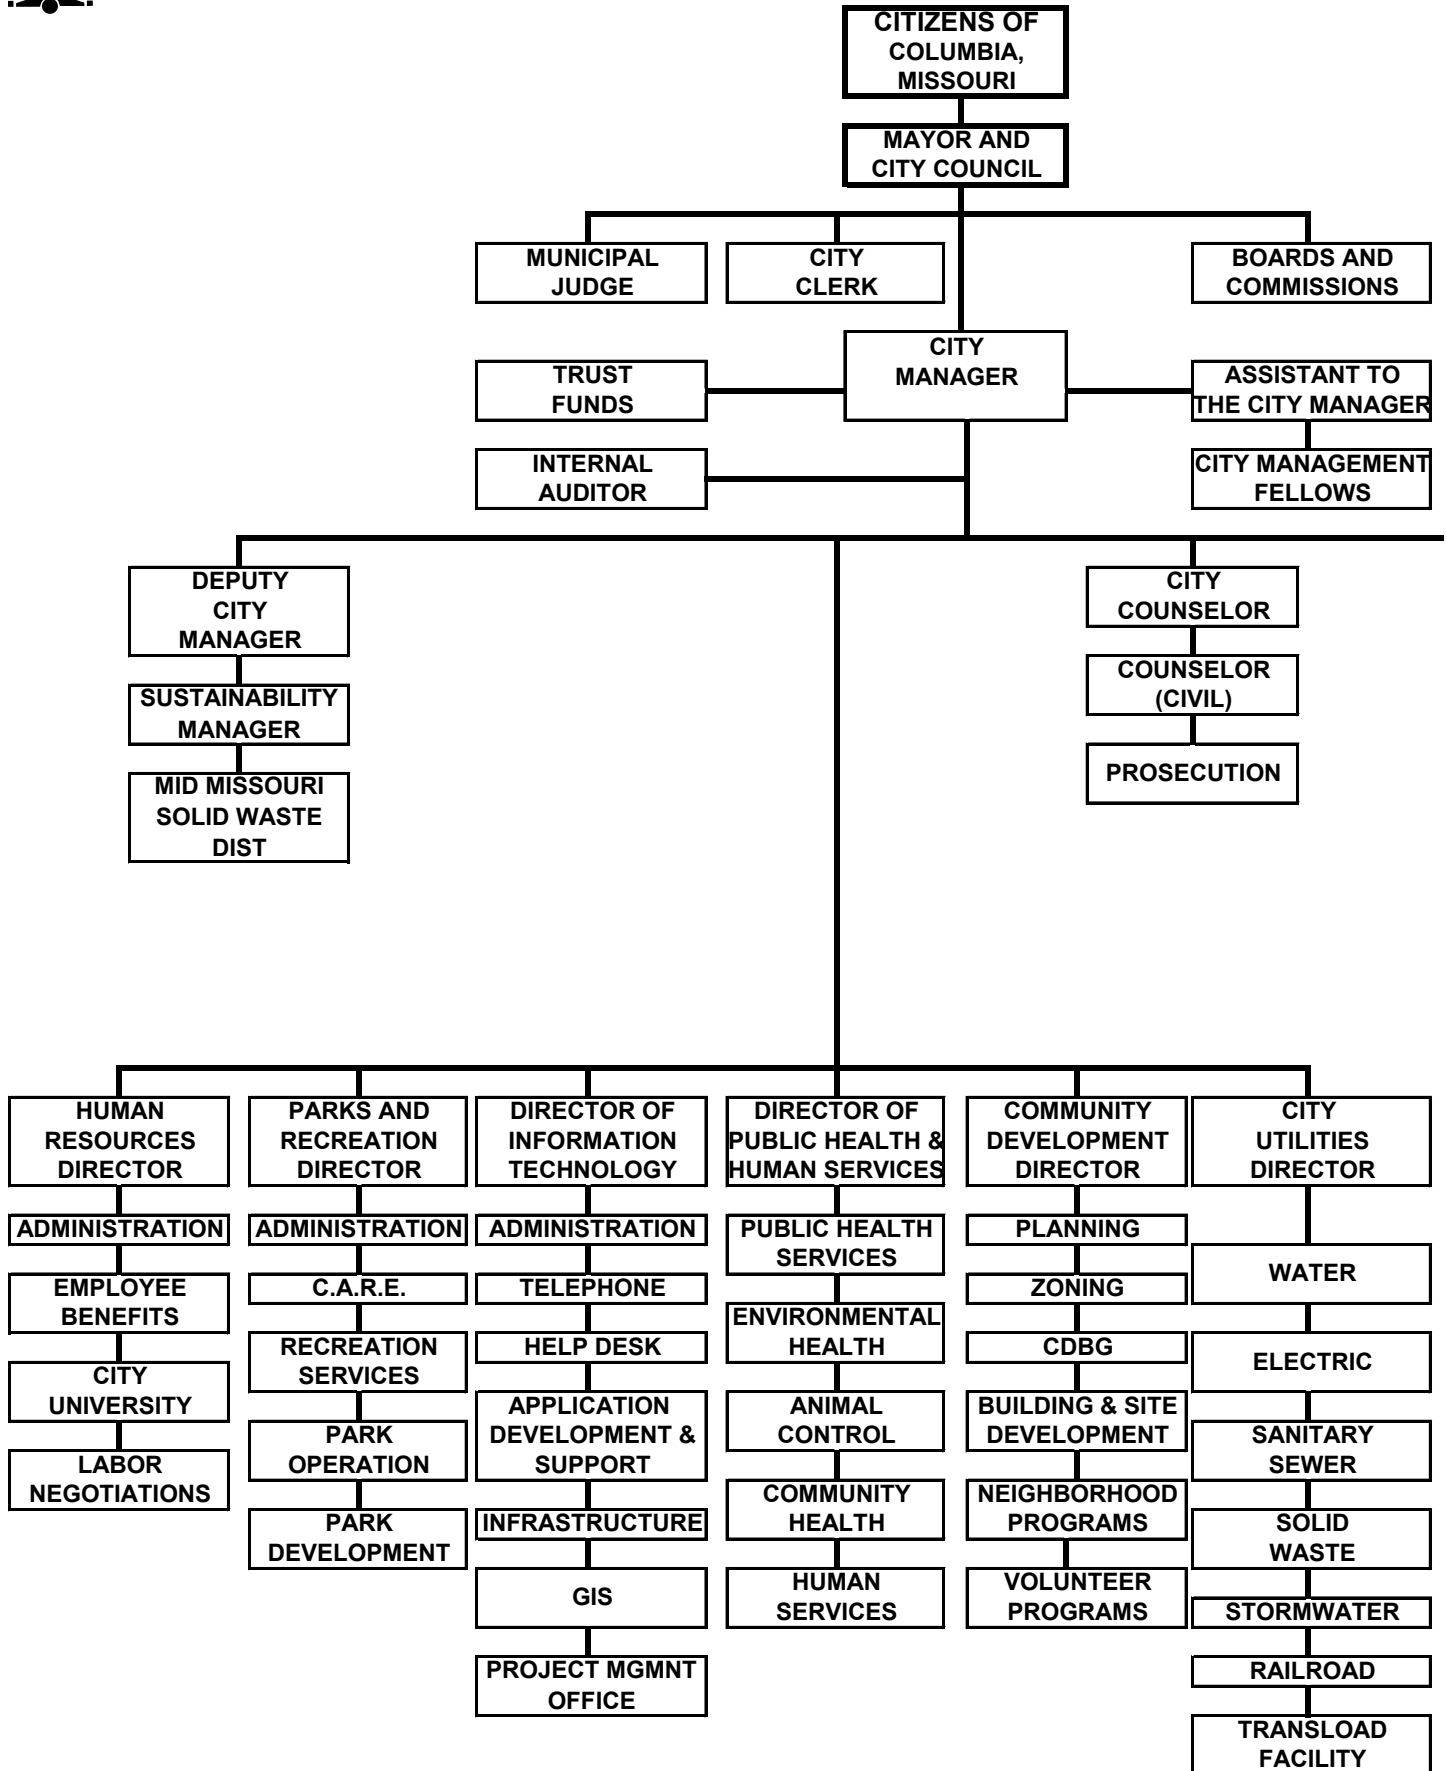 CITIZENS OF
COLUMBIA,
MISSOURI
MAYOR AND
CITY COUNCIL
MUNICIPAL
JUDGE
CITY
CLERK
BOARDS AND
COMMISSIONS
CITY
MANAGER
TRUST
FUNDS
ASSISTANT TO
THE CITY MANAGER
INTERNAL
AUDITOR
CITY MANAGEMENT
FELLOWS
DEPUTY
CITY
MANAGER
SUSTAINABILITY
MANAGER
MID MISSOURI
SOLID WASTE
DIST
CITY
COUNSELOR
COUNSELOR
(CIVIL)
PROSECUTION
HUMAN
RESOURCES
DIRECTOR
ADMINISTRATION
EMPLOYEE
BENEFITS
CITY
UNIVERSITY
LABOR
NEGOTIATIONS
PARKS AND
RECREATION
DIRECTOR
ADMINISTRATION
C.A.R.E.
RECREATION
SERVICES
PARK
OPERATION
PARK
DEVELOPMENT
DIRECTOR OF
INFORMATION
TECHNOLOGY
ADMINISTRATION
TELEPHONE
HELP DESK
APPLICATION
DEVELOPMENT &
SUPPORT
INFRASTRUCTURE
GIS
PROJECT MGMNT
OFFICE
DIRECTOR OF
PUBLIC HEALTH &
HUMAN SERVICES
PUBLIC HEALTH
SERVICES
ENVIRONMENTAL
HEALTH
ANIMAL
CONTROL
COMMUNITY
HEALTH
HUMAN
SERVICES
COMMUNITY
DEVELOPMENT
DIRECTOR
PLANNING
ZONING
CDBG
BUILDING & SITE
DEVELOPMENT
NEIGHBORHOOD
PROGRAMS
VOLUNTEER
PROGRAMS
CITY
UTILITIES
DIRECTOR
WATER
ELECTRIC
SANITARY
SEWER
SOLID
WASTE
STORMWATER
RAILROAD
TRANSLOAD
FACILITY